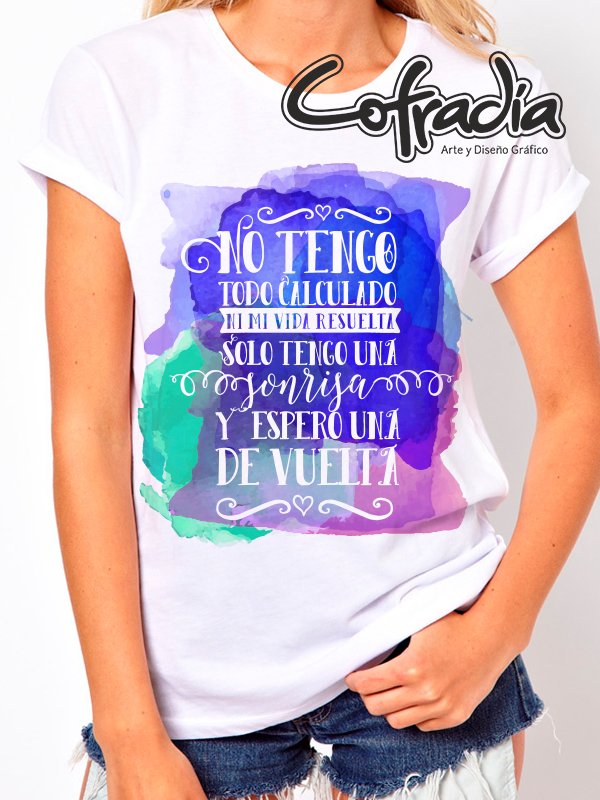 Cofradía
Arte y Diseño Gráfico
NO TENGO
TODO CALCULADO
NI MI VIDA RESUELTA
SOLO TENGO UNA
sonrisa
Y ESPERO UNA
DE VUELTA